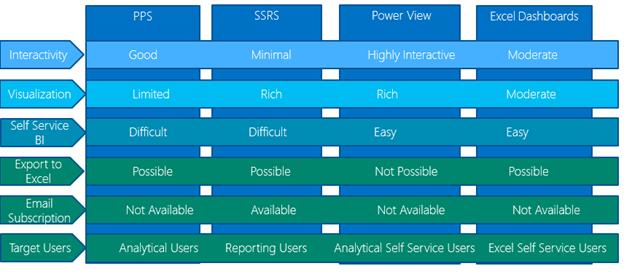 PPS SSRS Power View Excel Dashboards
Interactivity Good Minimal Highly Interactive Moderate
Visualization Limited Rich Rich Moderate
Self Service
BI
Difficult Difficult Easy Easy
Export to
Excel
Possible Possible Not Possible Possible
Email
Subscription
Not Available Available Not Available Not Available
Target Users Analytical Users Reporting Users Analytical Self Service Users Excel Self Service Users